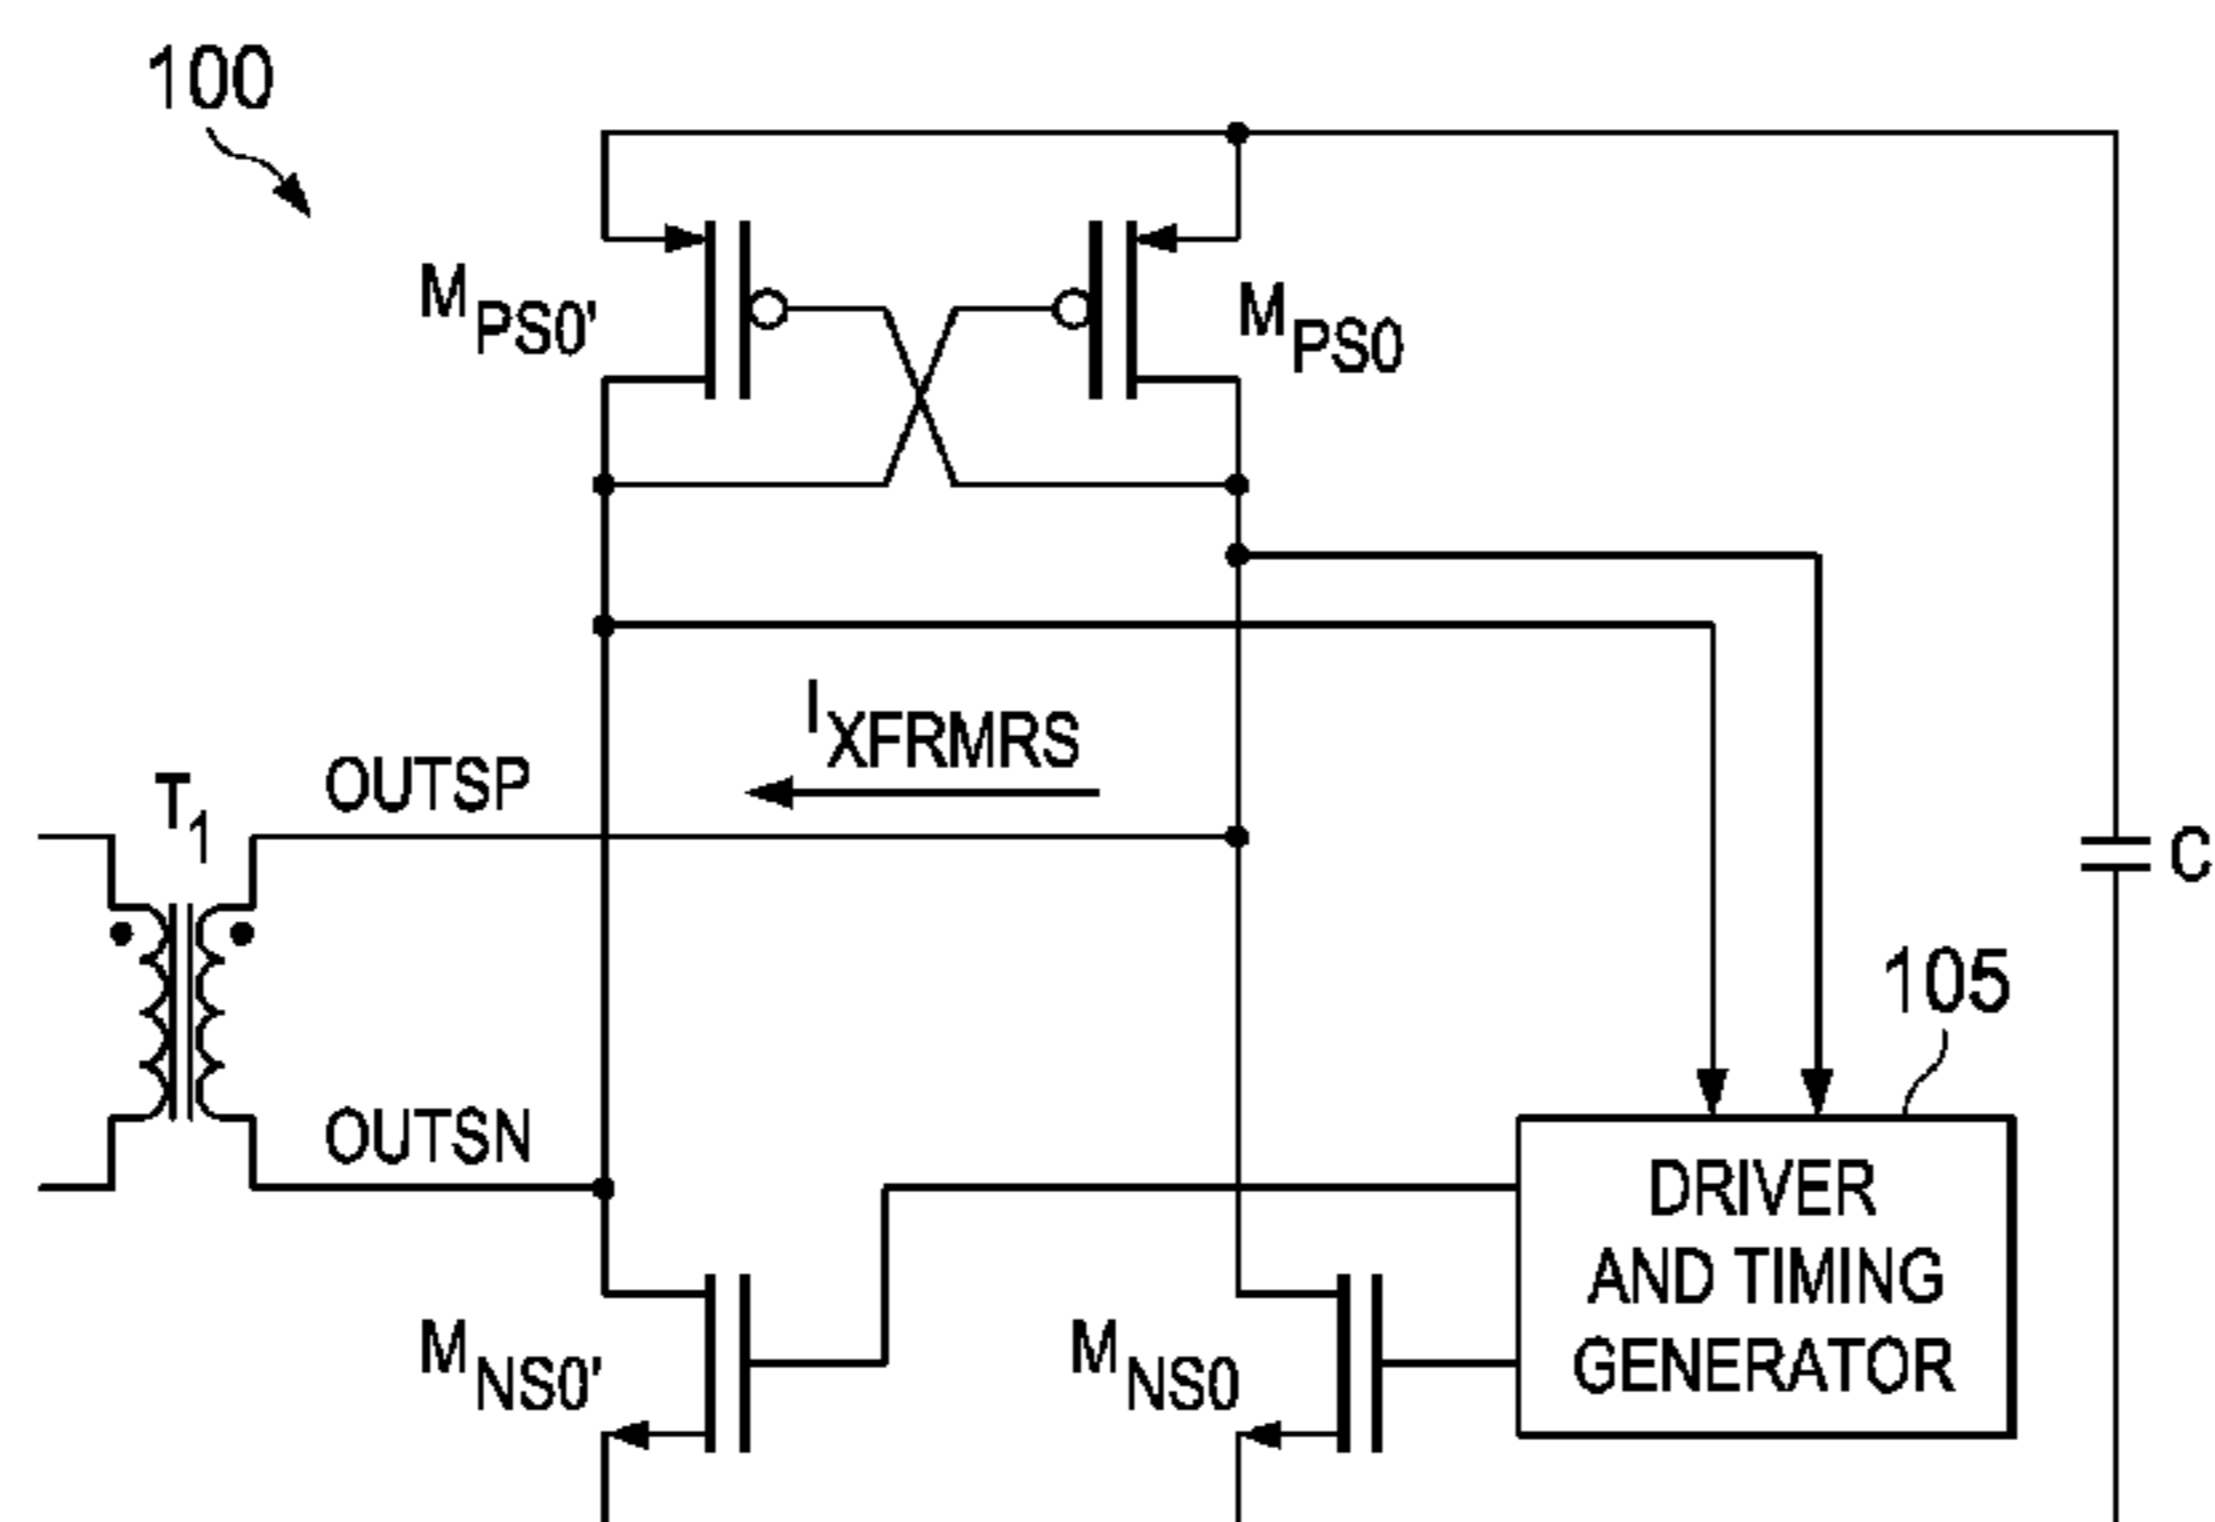 100
MPS0'
MPS0
IXFRMRS
T1
OUTSP
C
105
OUTSN
DRIVER
AND TIMING
GENERATOR
MNS0'
MNS0